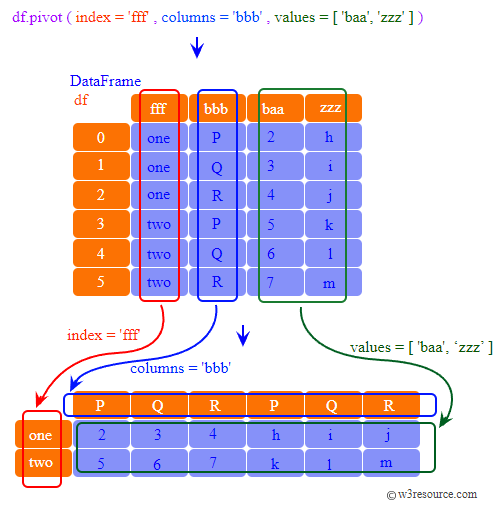 df.pivot ( index = 'fff' , columns = 'bbb' , values = [ 'baa', 'zzz' ] )
DataFrame
df
fff bbb baa zzz
0 one P 2 h
1 one Q 3 i
2 one R 4 j
3 two P 5 k
4 two Q 6 l
5 two R 7 m
index = 'fff'
values = [ 'baa', ‘zzz’ ]
columns = 'bbb'
P Q R P Q R
one 2 3 4 h i j
two 5 6 7 k l m
© w3resource.com